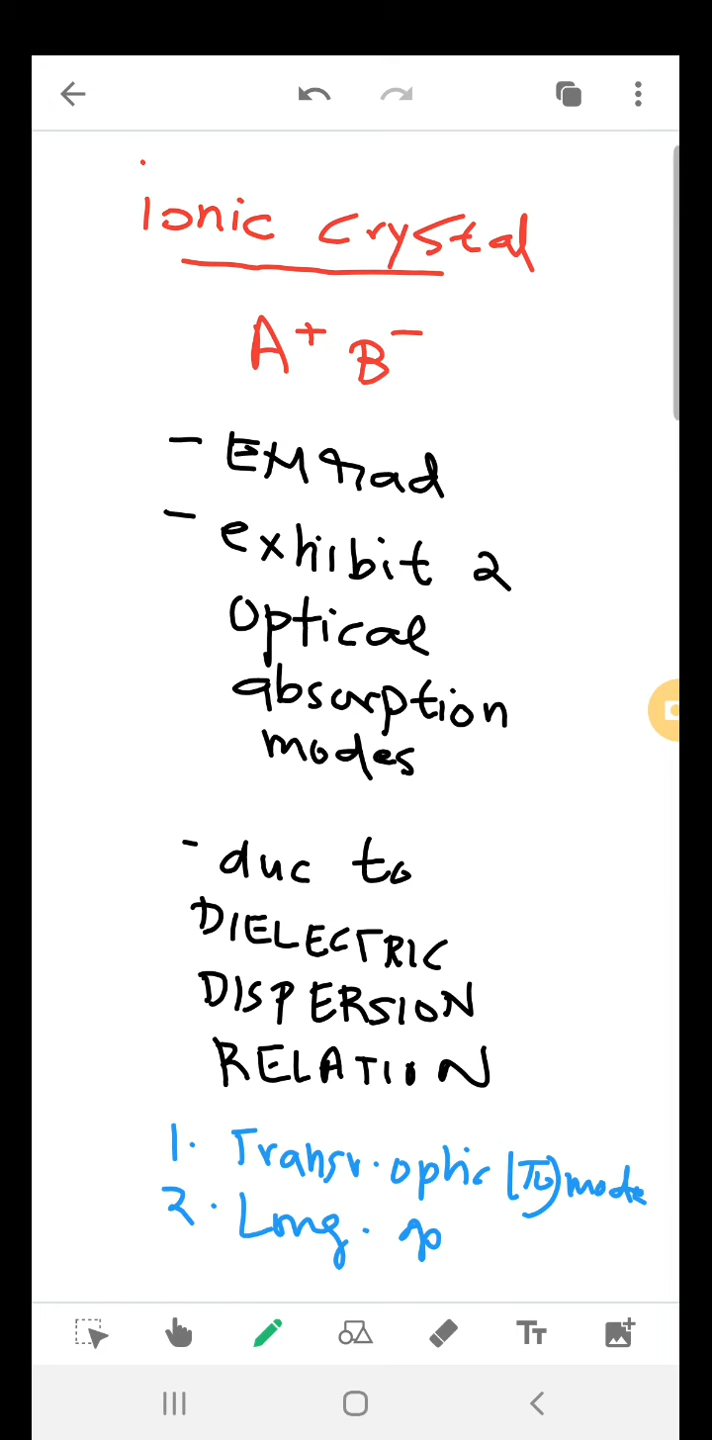 ionic crystal
A⁺ B⁻
- EM rad
- exhibit 2
optical
absorption
modes
- due to
DIELECTRIC
DISPERSION
RELATION
1. Transv. optic (TO) mode
2. Long. op
TT